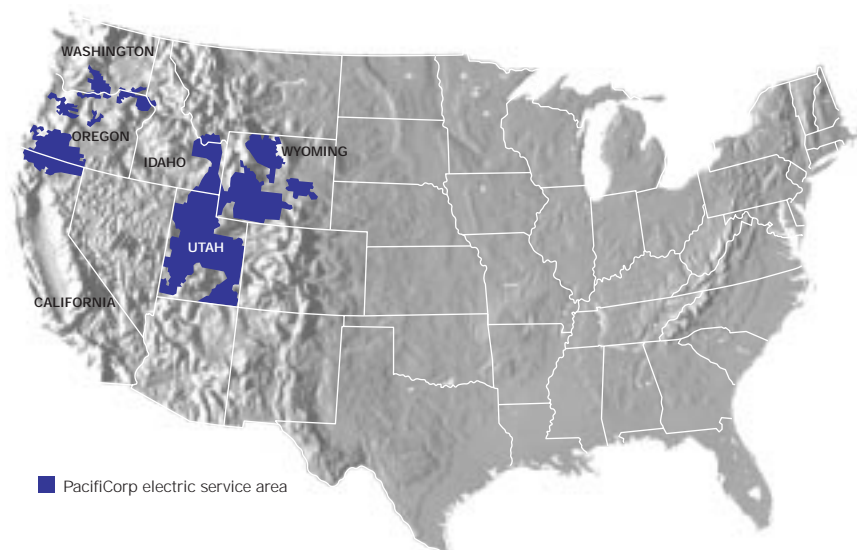 WASHINGTON
OREGON
IDAHO
WYOMING
UTAH
CALIFORNIA
PacifiCorp electric service area